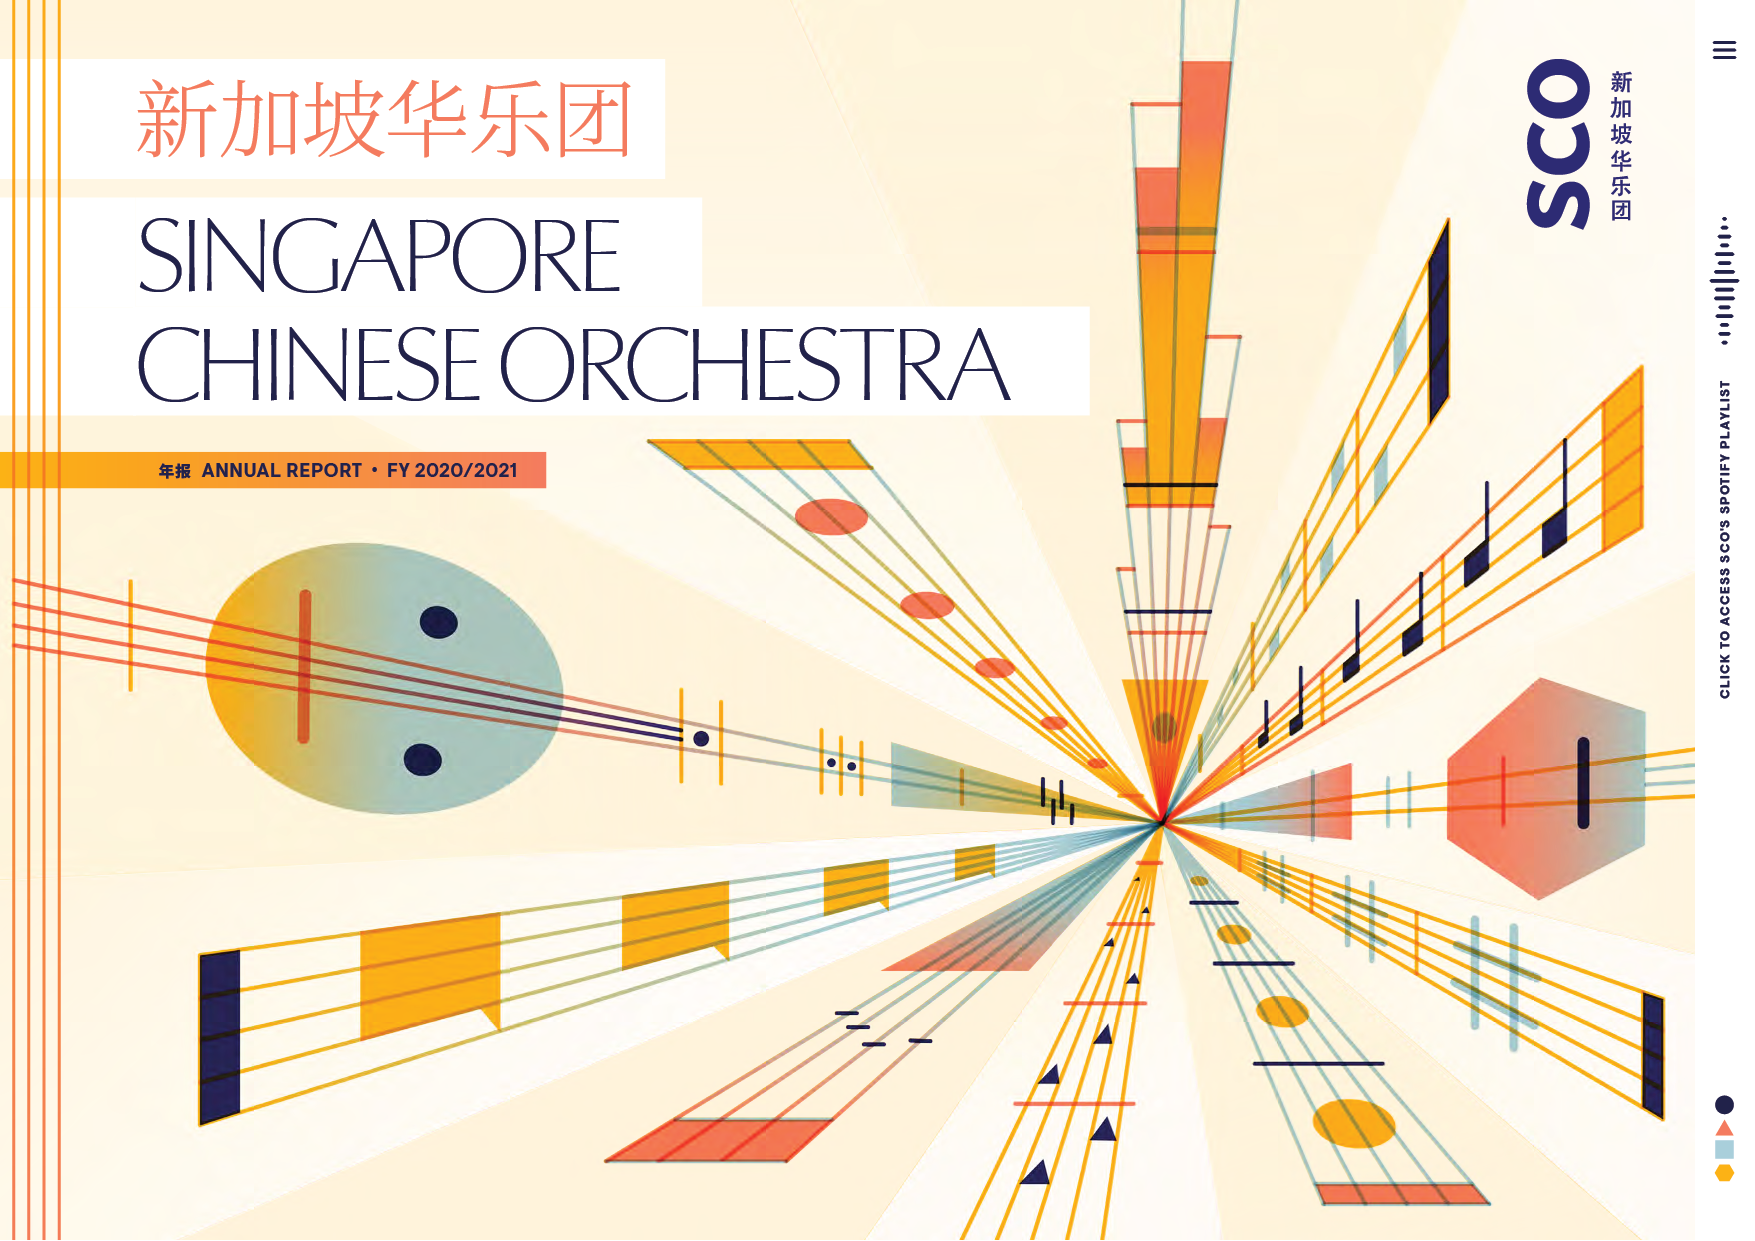 新加坡华乐团
SINGAPORE
CHINESE ORCHESTRA
年报 ANNUAL REPORT • FY 2020/2021
SCO
新加坡华乐团
CLICK TO ACCESS SCO'S SPOTIFY PLAYLIST